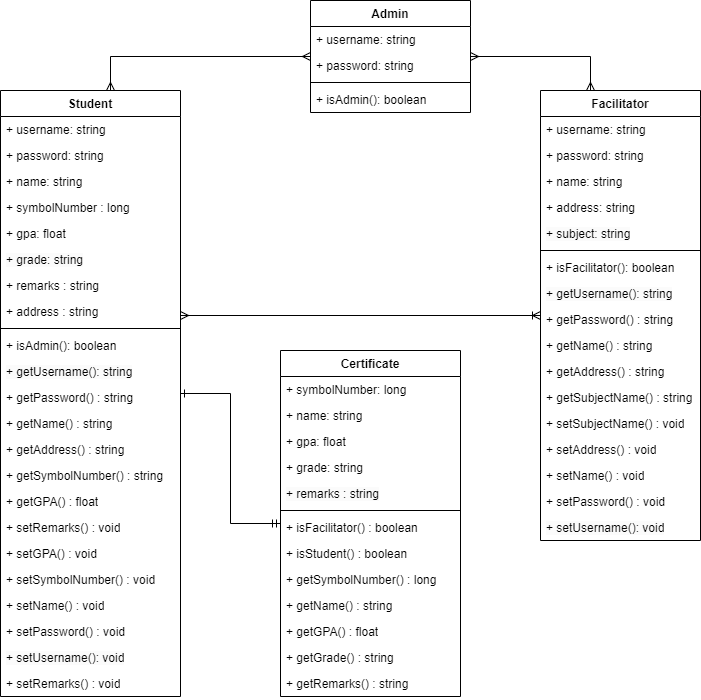 Admin
+ username: string
+ password: string
+ isAdmin(): boolean
Student
+ username: string
+ password: string
+ name: string
+ symbolNumber : long
+ gpa: float
+ grade: string
+ remarks : string
+ address : string
+ isAdmin(): boolean
+ getUsername(): string
+ getPassword() : string
+ getName() : string
+ getAddress() : string
+ getSymbolNumber() : string
+ getGPA() : float
+ setRemarks() : void
+ setGPA() : void
+ setSymbolNumber() : void
+ setName() : void
+ setPassword() : void
+ setUsername() : void
+ setRemarks() : void
Facilitator
+ username: string
+ password: string
+ name: string
+ address: string
+ subject: string
+ isFacilitator(): boolean
+ getUsername(): string
+ getPassword() : string
+ getName() : string
+ getAddress() : string
+ getSubjectName() : string
+ setSubjectName() : void
+ setAddress() : void
+ setName() : void
+ setPassword() : void
+ setUsername(): void
Certificate
+ symbolNumber: long
+ name: string
+ gpa: float
+ grade: string
+ remarks : string
+ isFacilitator() : boolean
+ isStudent() : boolean
+ getSymbolNumber() : long
+ getName() : string
+ getGPA() : float
+ getGrade() : string
+ getRemarks() : string